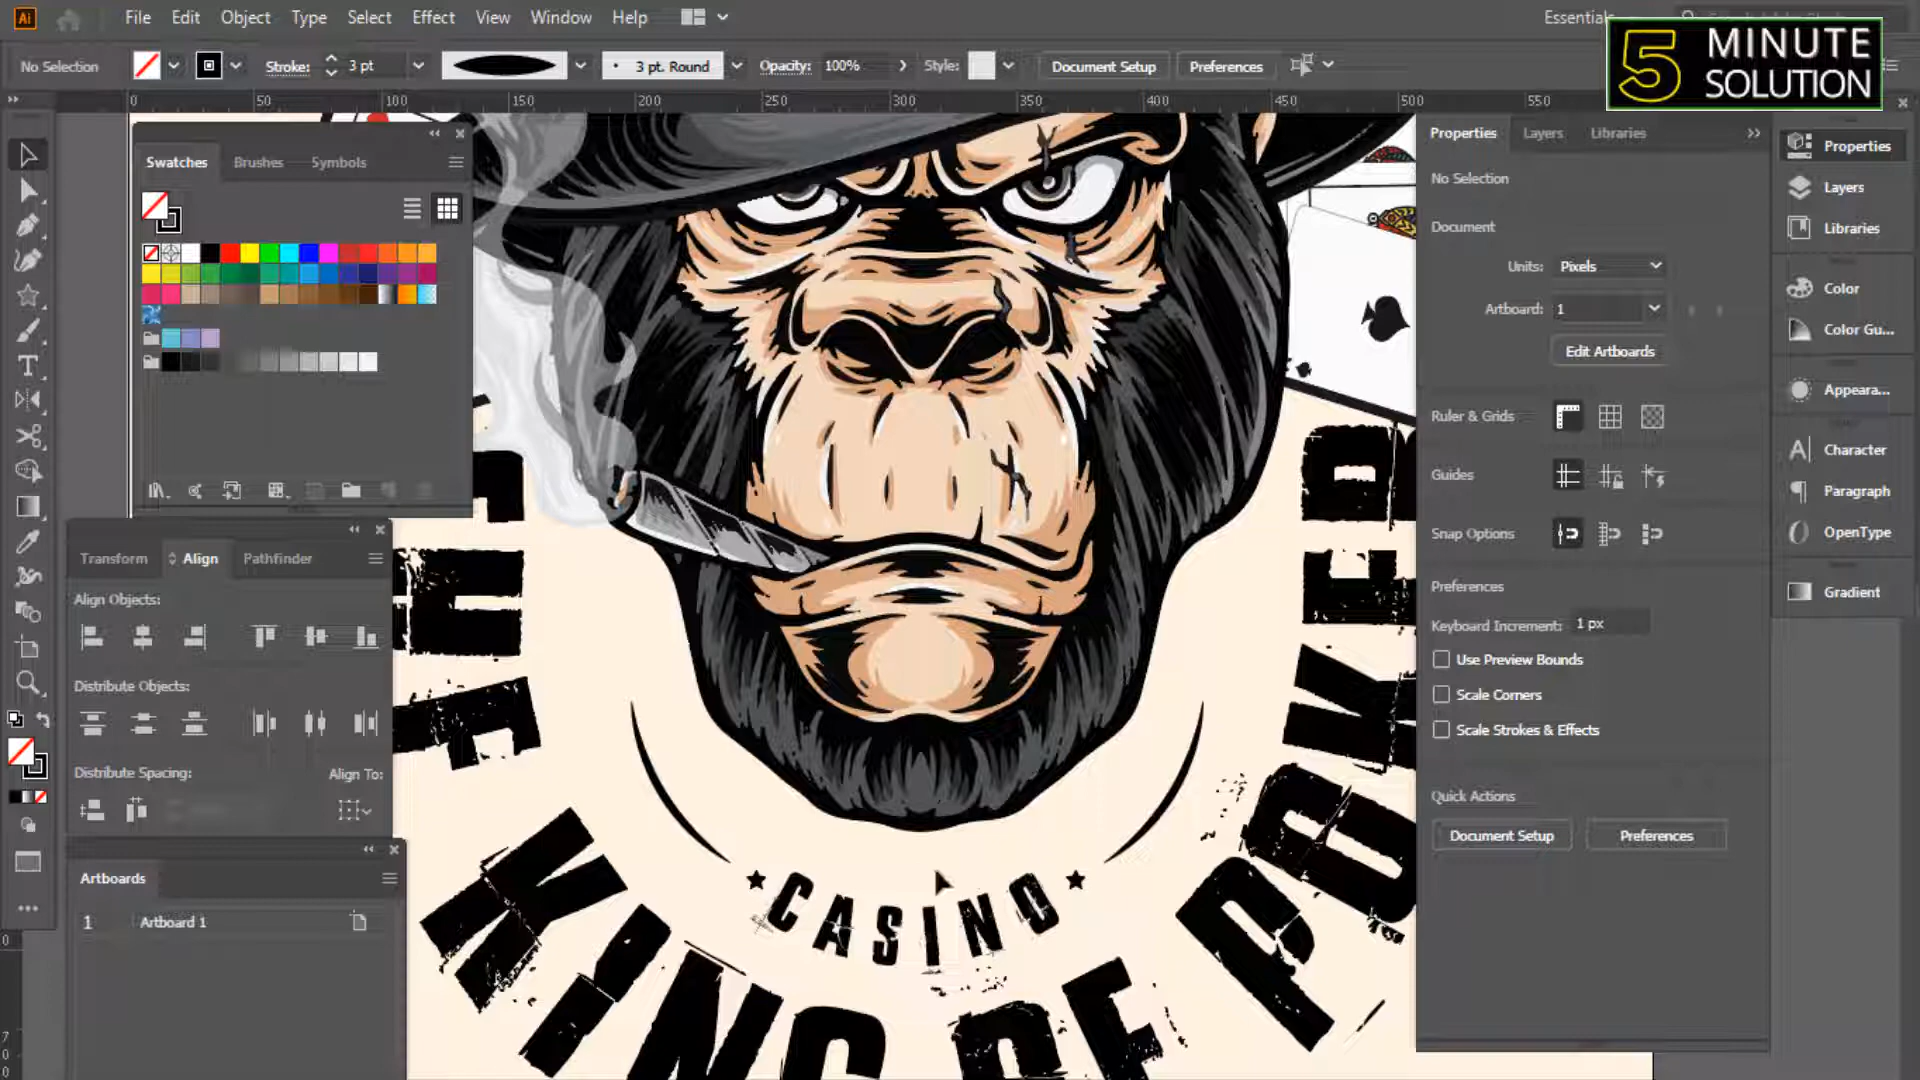 Ai File Edit Object Type Select Effect View Window Help Essentials
5 MINUTE SOLUTION
No Selection Stroke: 3 pt 3 pt. Round Opacity: 100% Style: Document Setup Preferences
0 50 100 150 200 250 300 350 400 450 500 550
Swatches Brushes Symbols
Transform Align Pathfinder
Align Objects:
Distribute Objects:
Distribute Spacing: Align To:
Artboards
1 Artboard 1
CASINO
THE KING OF POKER
Properties Layers Libraries
No Selection
Document
Units: Pixels
Artboard: 1
Edit Artboards
Ruler & Grids
Guides
Snap Options
Preferences
Keyboard Increment: 1 px
Use Preview Bounds
Scale Corners
Scale Strokes & Effects
Quick Actions
Document Setup Preferences
Properties
Layers
Libraries
Color
Color Gu...
Appeara...
Character
Paragraph
OpenType
Gradient